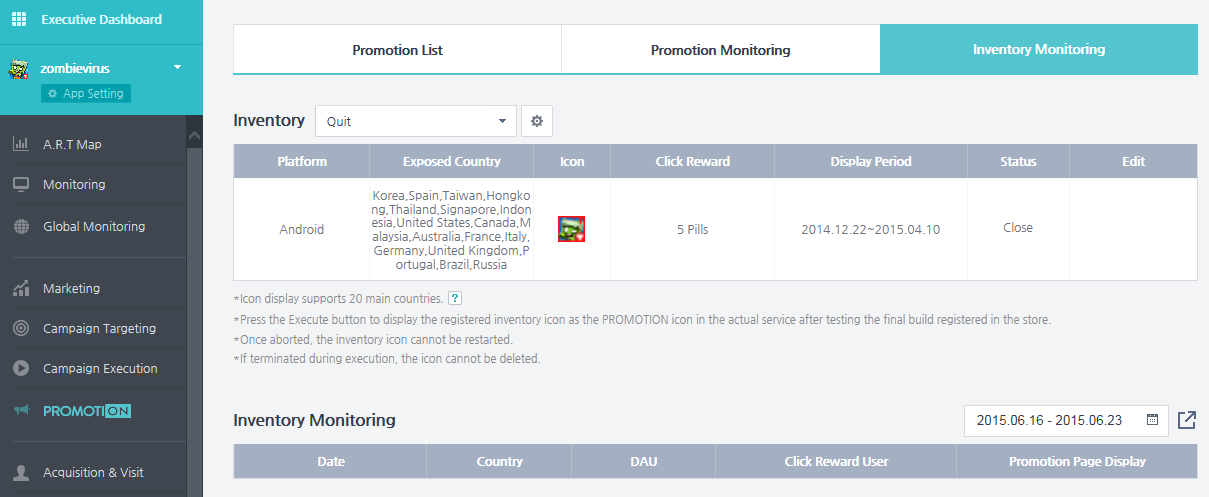 Executive Dashboard
zombievirus
App Setting
A.R.T Map
Monitoring
Global Monitoring
Marketing
Campaign Targeting
Campaign Execution
PROMOTION
Acquisition & Visit
Promotion List
Promotion Monitoring
Inventory Monitoring
Inventory
Quit
Platform
Exposed Country
Icon
Click Reward
Display Period
Status
Edit
Android
Korea,Spain,Taiwan,Hongko
ng,Thailand,Signapore,Indon
esia,United States,Canada,M
alaysia,Australia,France,Italy,
Germany,United Kingdom,P
ortugal,Brazil,Russia
5 Pills
2014.12.22~2015.04.10
Close
*Icon display supports 20 main countries. ?
*Press the Execute button to display the registered inventory icon as the PROMOTION icon in the actual service after testing the final build registered in the store.
*Once aborted, the inventory icon cannot be restarted.
*If terminated during execution, the icon cannot be deleted.
Inventory Monitoring
2015.06.16 - 2015.06.23
Date
Country
DAU
Click Reward User
Promotion Page Display